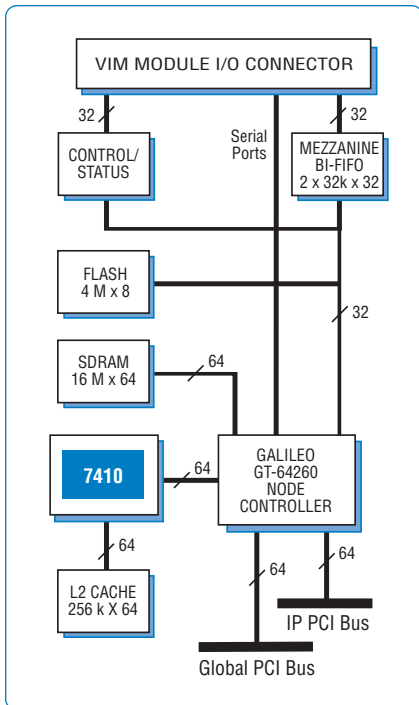 VIM MODULE I/O CONNECTOR
32
32
Serial
Ports
CONTROL/
STATUS
MEZZANINE
BI-FIFO
2 x 32k x 32
FLASH
4 M x 8
32
SDRAM
16 M x 64
64
7410
64
GALILEO
GT-64260
NODE
CONTROLLER
64
64
64
L2 CACHE
256 k X 64
IP PCI Bus
Global PCI Bus